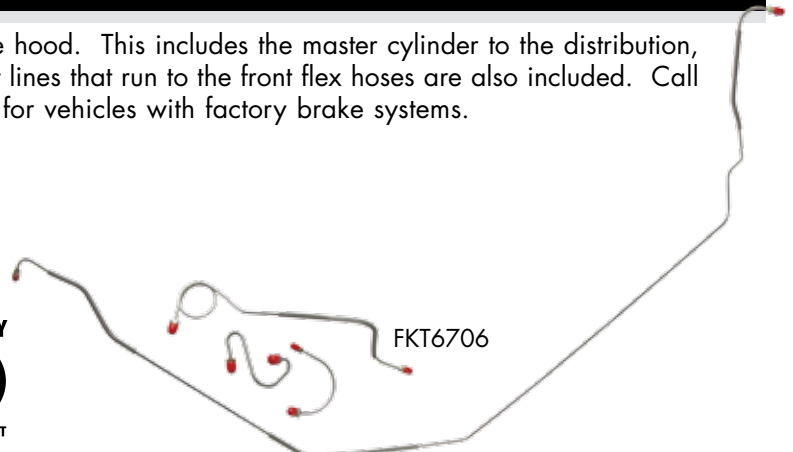 e hood. This includes the master cylinder to the distribution,
lines that run to the front flex hoses are also included. Call
for vehicles with factory brake systems.
FKT6706
Y
T